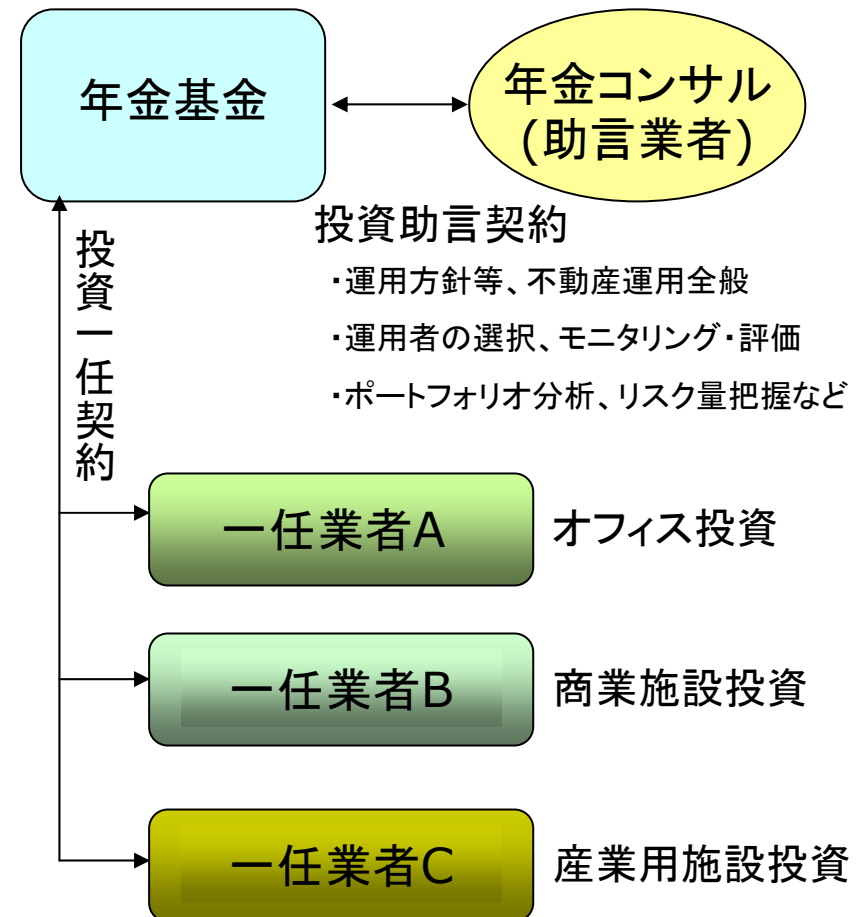 年金基金
年金コンサル
(助言業者)
投資助言契約
・運用方針等、不動産運用全般
・運用者の選択、モニタリング・評価
・ポートフォリオ分析、リスク量把握など
投資一任契約
一任業者A
オフィス投資
一任業者B
商業施設投資
一任業者C
産業用施設投資